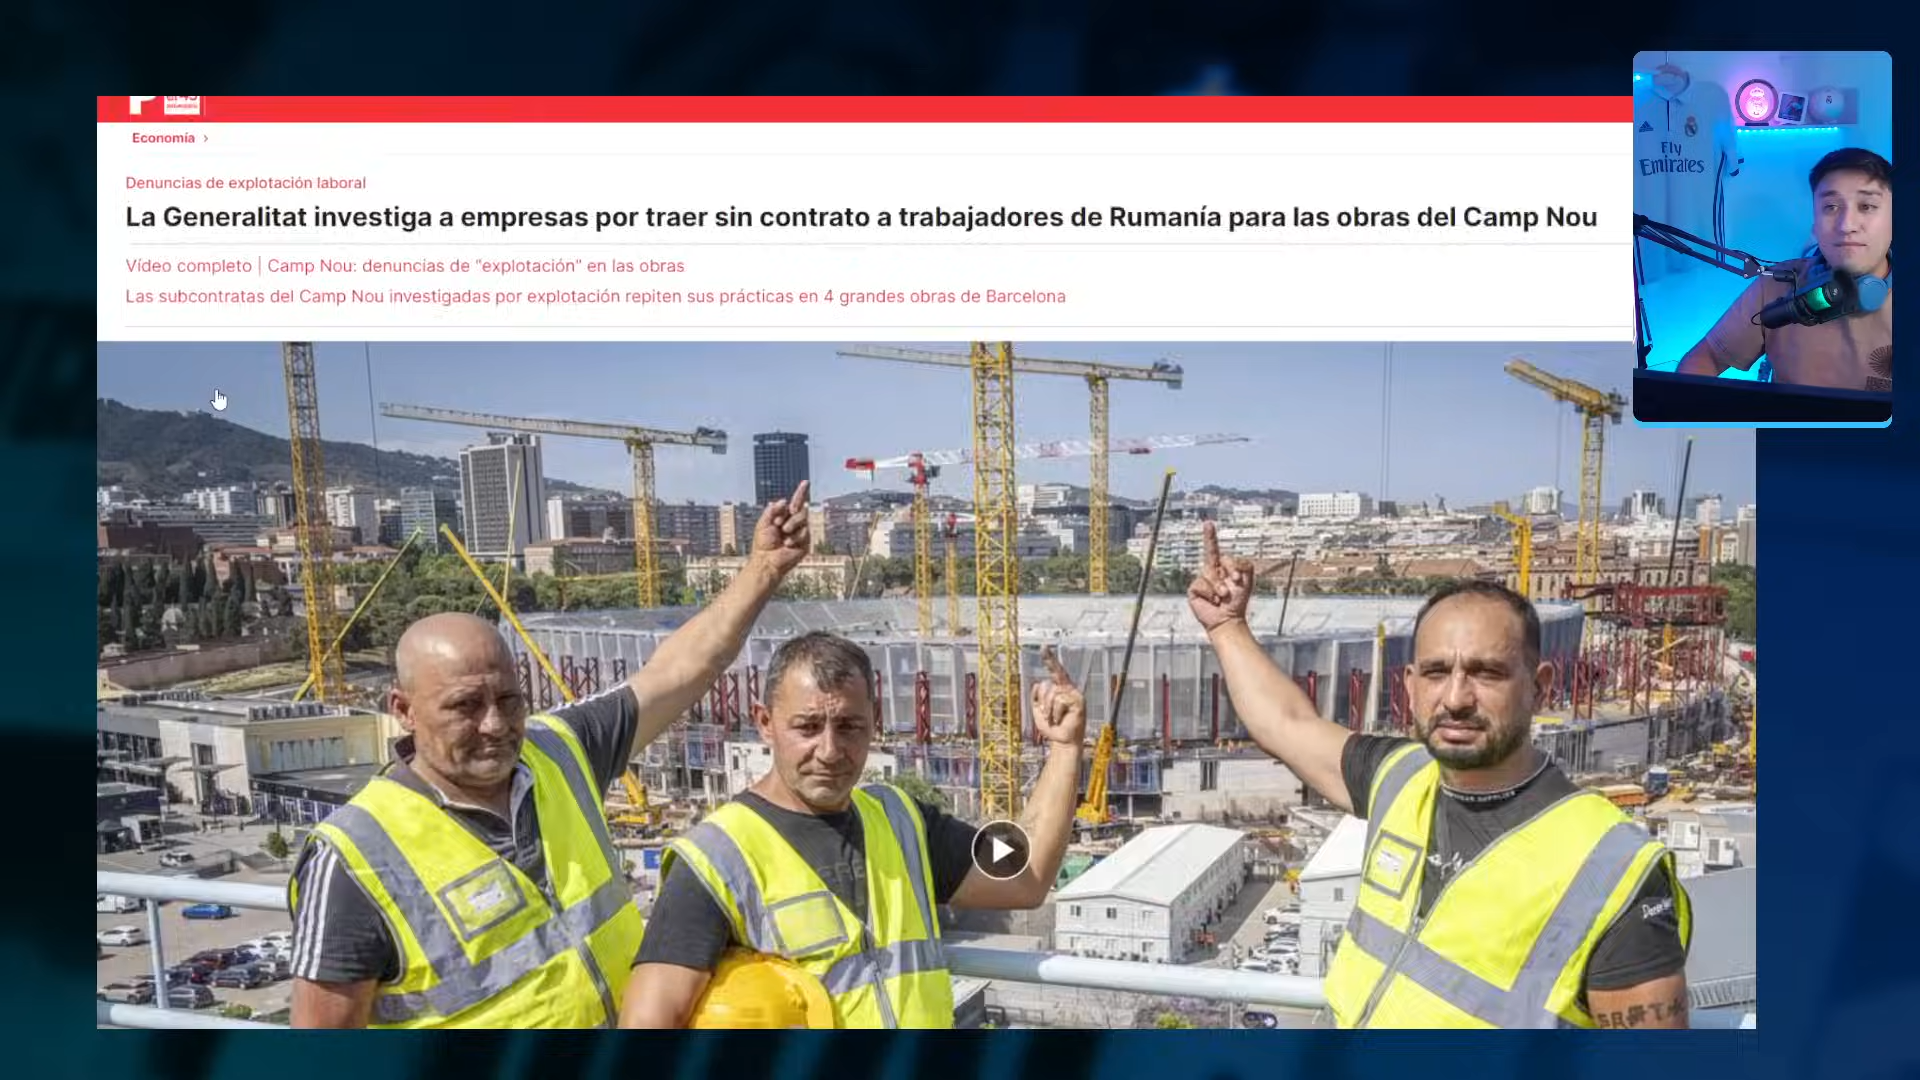 Economía >
Denuncias de explotación laboral
La Generalitat investiga a empresas por traer sin contrato a trabajadores de Rumanía para las obras del Camp Nou
Vídeo completo | Camp Nou: denuncias de "explotación" en las obras
Las subcontratas del Camp Nou investigadas por explotación repiten sus prácticas en 4 grandes obras de Barcelona
Fly
Emirates